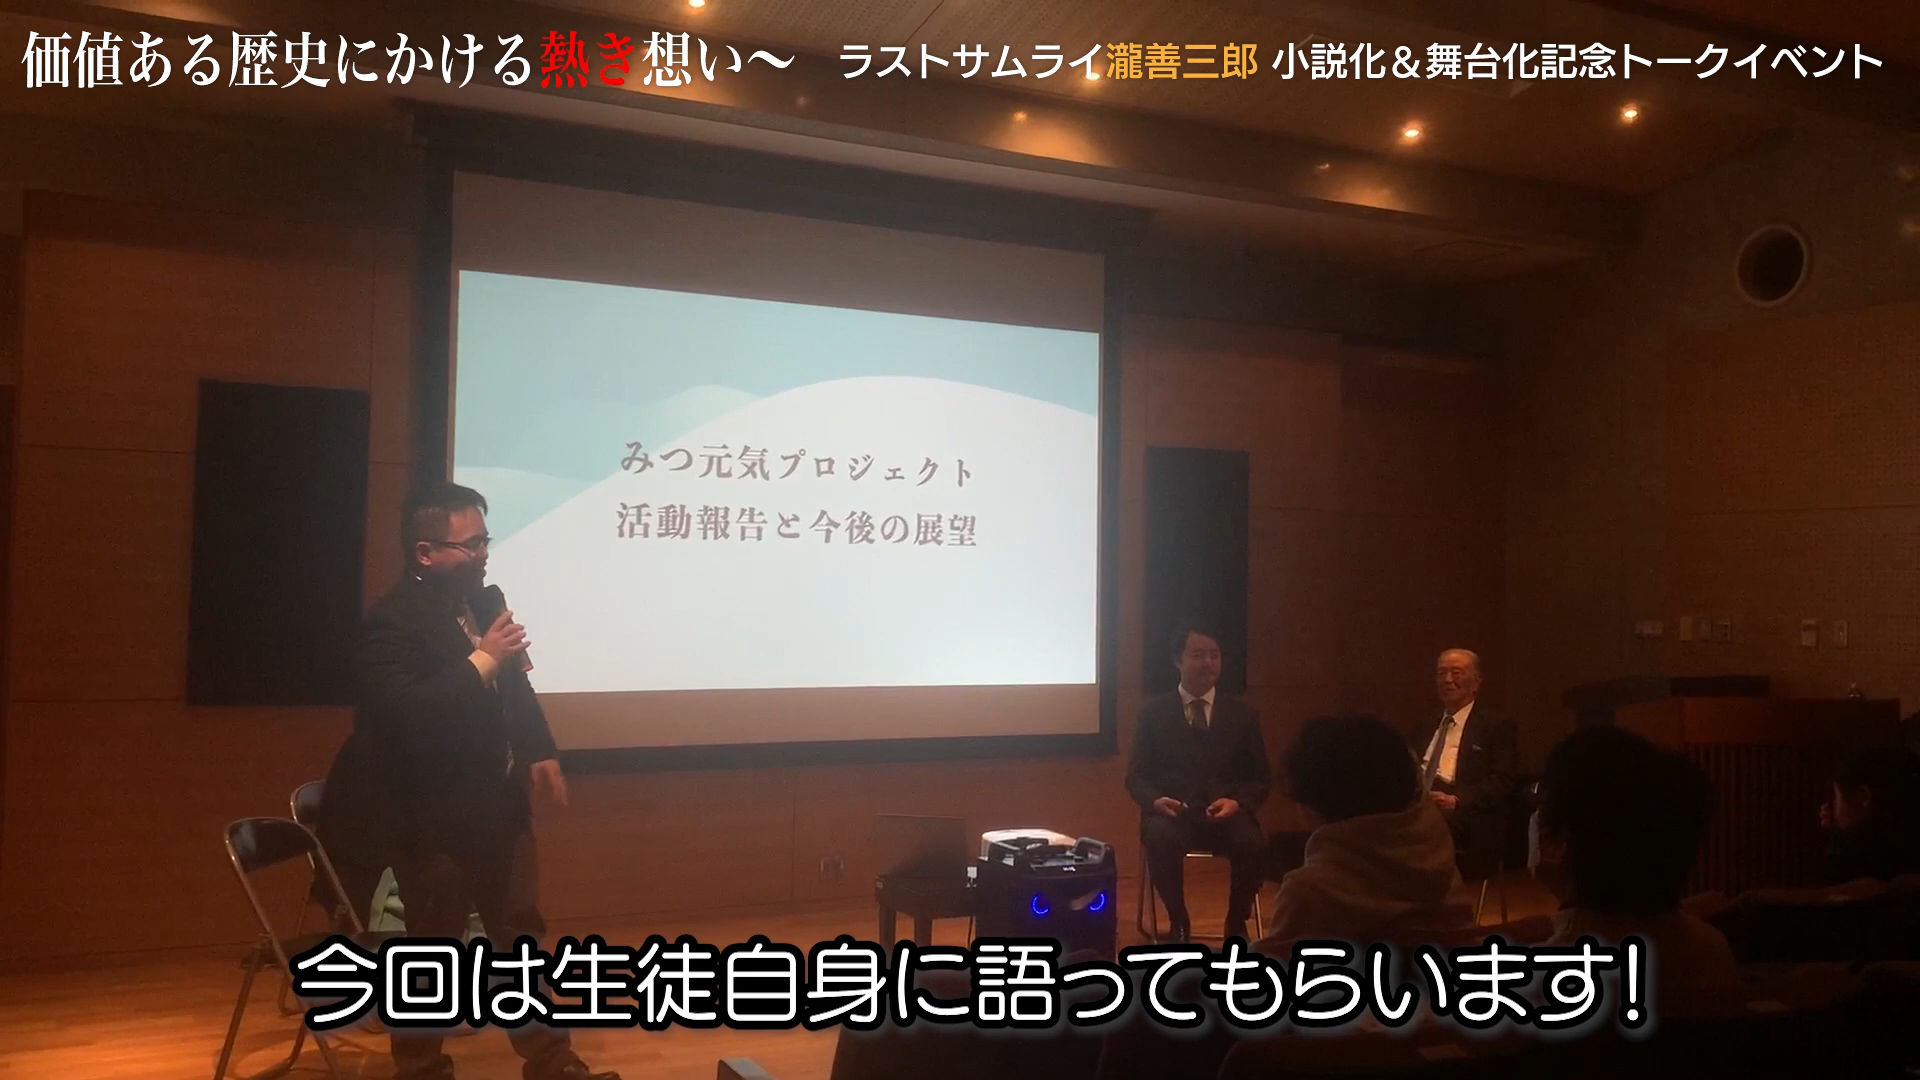 価値ある歴史にかける熱き想い～ ラストサムライ瀧善三郎 小説化＆舞台化記念トークイベント
みつ元気プロジェクト
活動報告と今後の展望
今回は生徒自身に語ってもらいます！